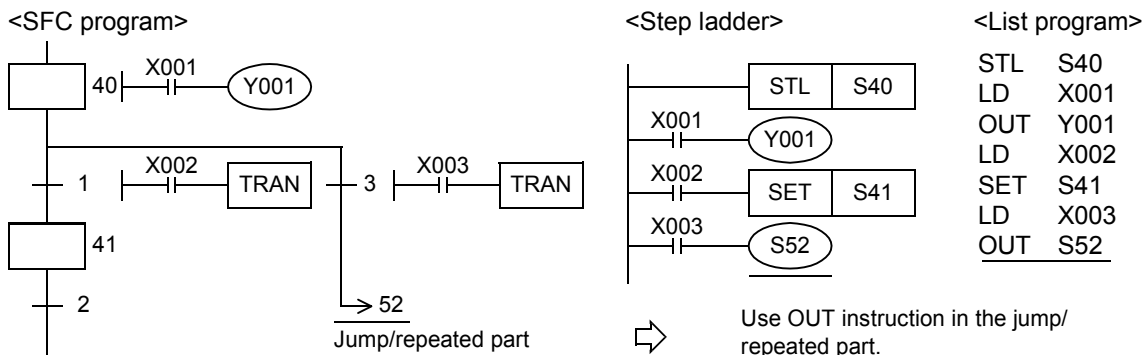 <SFC program>
40
X001
Y001
1
X002
TRAN
3
X003
TRAN
41
2
52
Jump/repeated part
<Step ladder>
STL S40
X001
Y001
X002
SET S41
X003
S52
Use OUT instruction in the jump/
repeated part.
<List program>
STL S40
LD X001
OUT Y001
LD X002
SET S41
LD X003
OUT S52